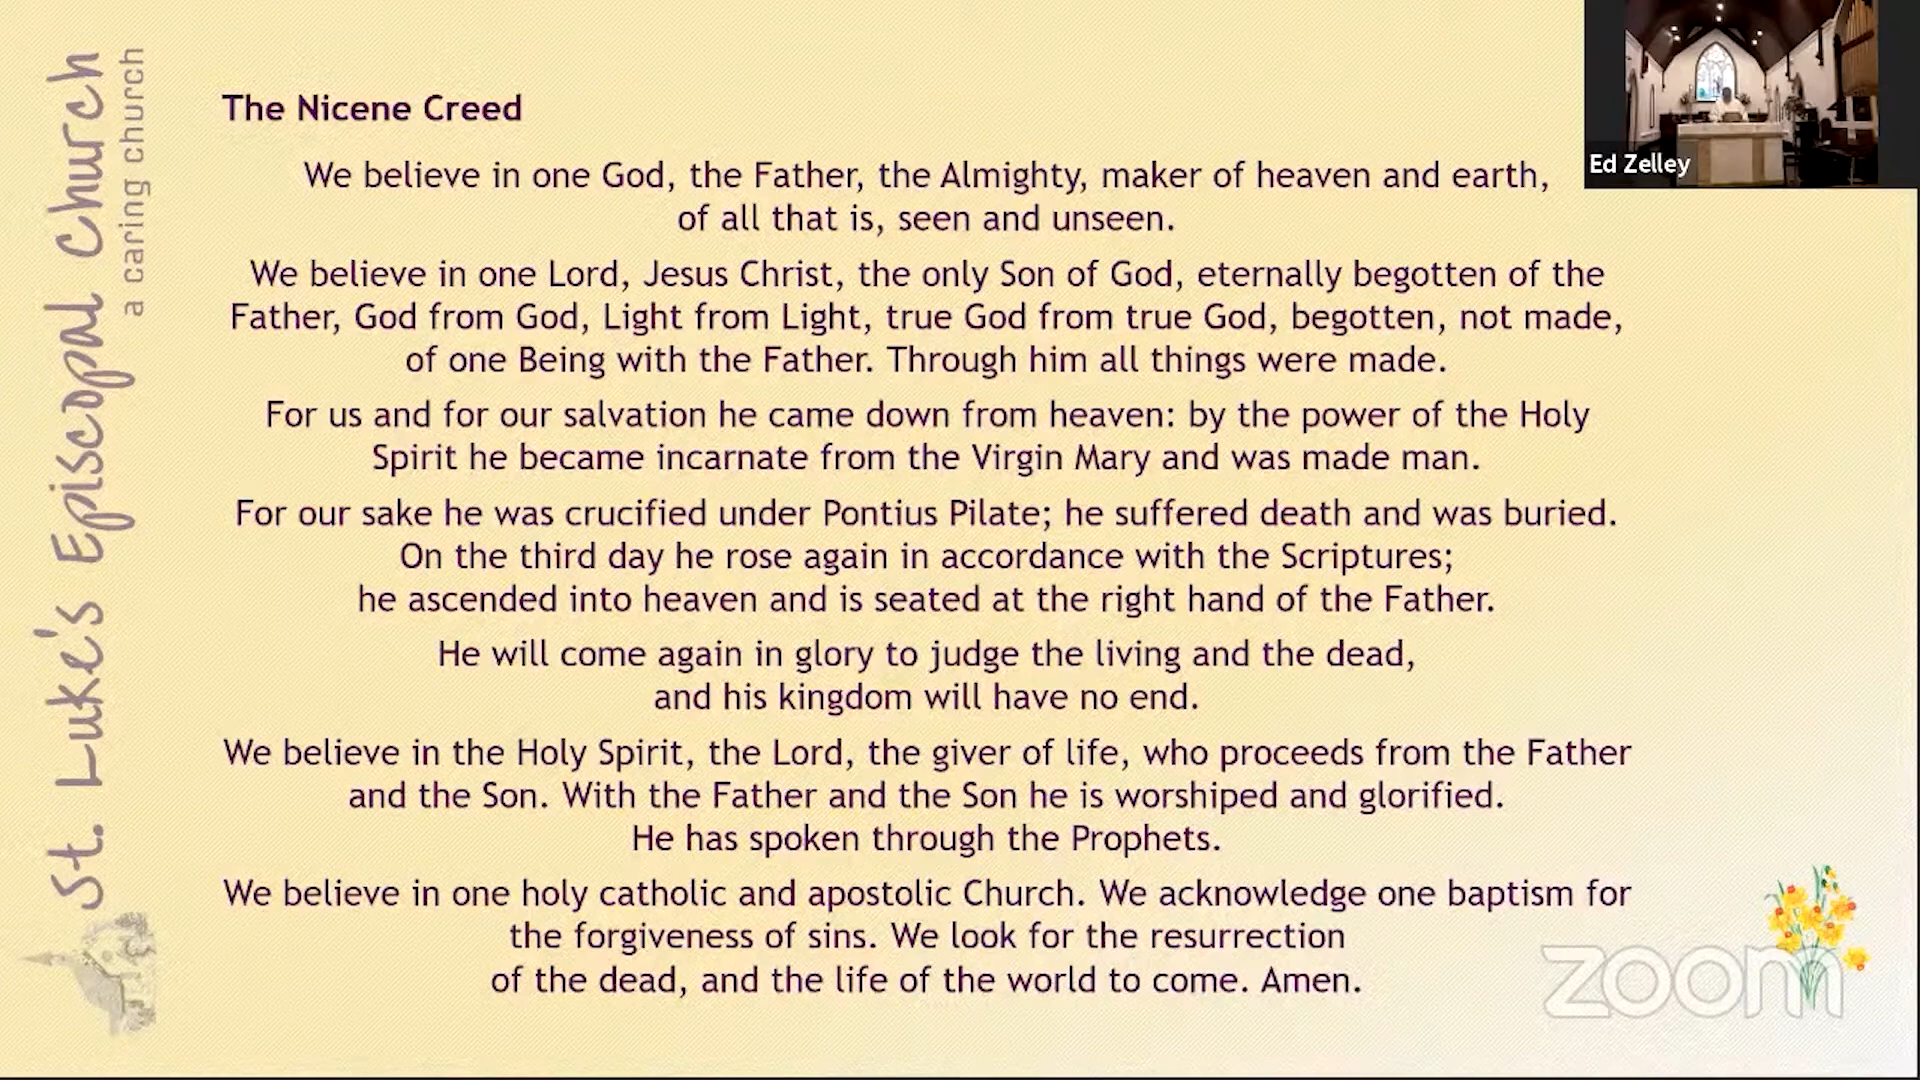 St. Luke's Episcopal Church
a caring church
The Nicene Creed
We believe in one God, the Father, the Almighty, maker of heaven and earth,
of all that is, seen and unseen.
We believe in one Lord, Jesus Christ, the only Son of God, eternally begotten of the
Father, God from God, Light from Light, true God from true God, begotten, not made,
of one Being with the Father. Through him all things were made.
For us and for our salvation he came down from heaven: by the power of the Holy
Spirit he became incarnate from the Virgin Mary and was made man.
For our sake he was crucified under Pontius Pilate; he suffered death and was buried.
On the third day he rose again in accordance with the Scriptures;
he ascended into heaven and is seated at the right hand of the Father.
He will come again in glory to judge the living and the dead,
and his kingdom will have no end.
We believe in the Holy Spirit, the Lord, the giver of life, who proceeds from the Father
and the Son. With the Father and the Son he is worshiped and glorified.
He has spoken through the Prophets.
We believe in one holy catholic and apostolic Church. We acknowledge one baptism for
the forgiveness of sins. We look for the resurrection
of the dead, and the life of the world to come. Amen.
Ed Zelley
zoom